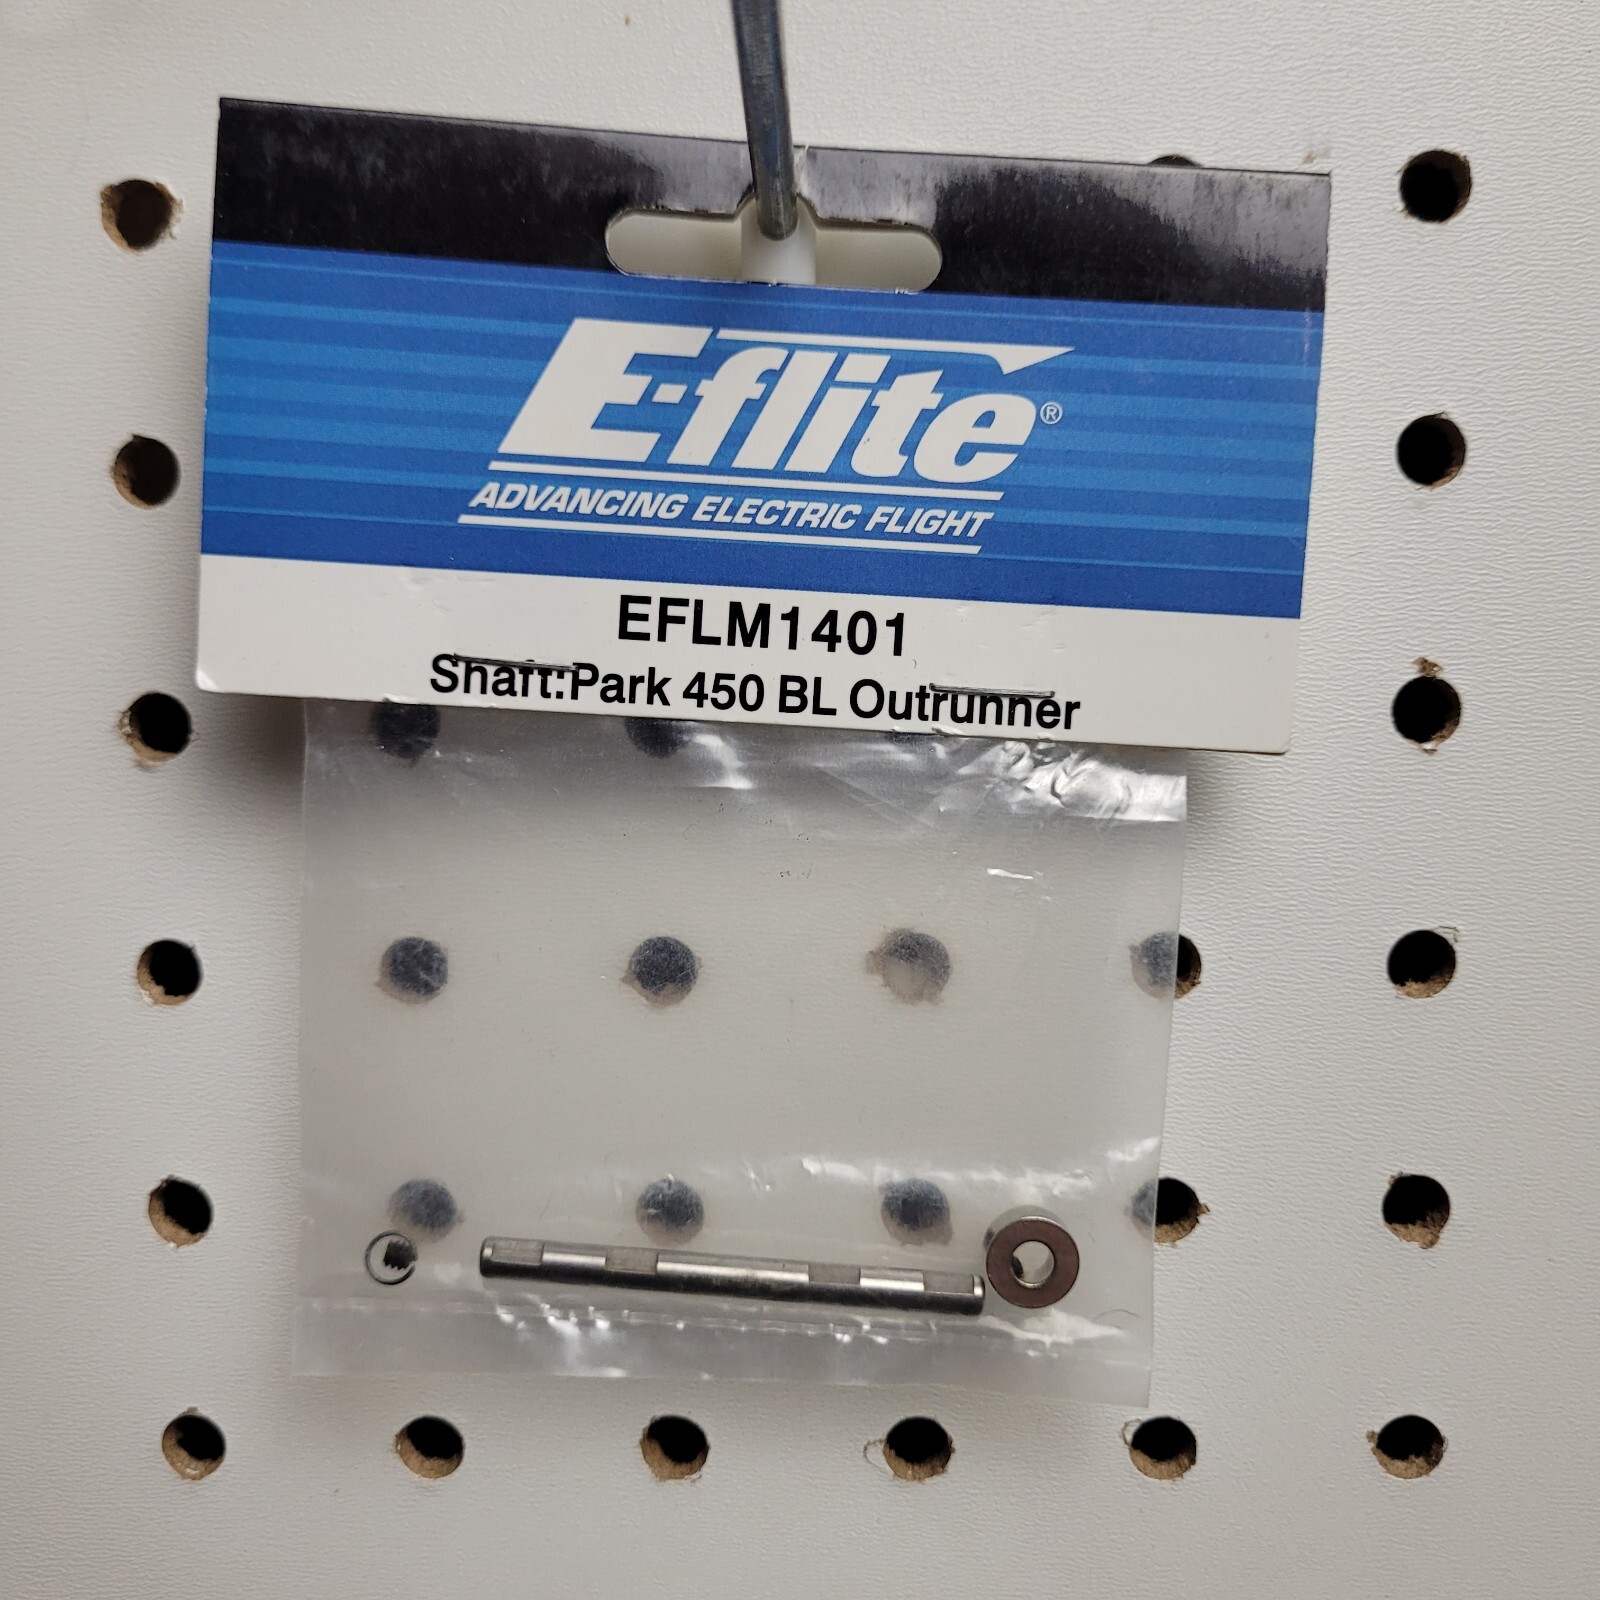 E-flite®
ADVANCING ELECTRIC FLIGHT
EFLM1401
Shaft:Park 450 BL Outrunner